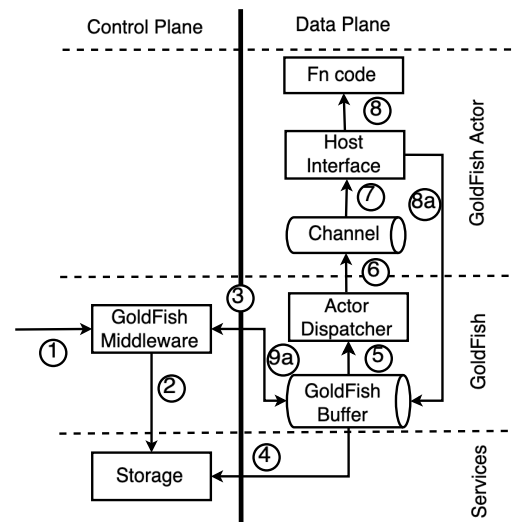 Control Plane
Data Plane
Fn code
8
Host
Interface
7
8a
GoldFish Actor
Channel
6
3
GoldFish
Middleware
Actor
Dispatcher
1
2
9a
5
GoldFish
GoldFish
Buffer
4
Storage
Services